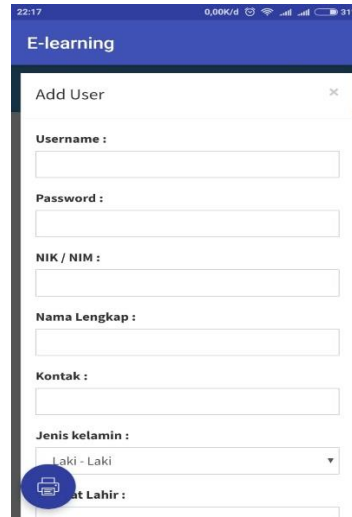 22:17 0,00K/d 31
E-learning
Add User ×
Username :
Password :
NIK / NIM :
Nama Lengkap :
Kontak :
Jenis kelamin :
Laki - Laki
at Lahir :